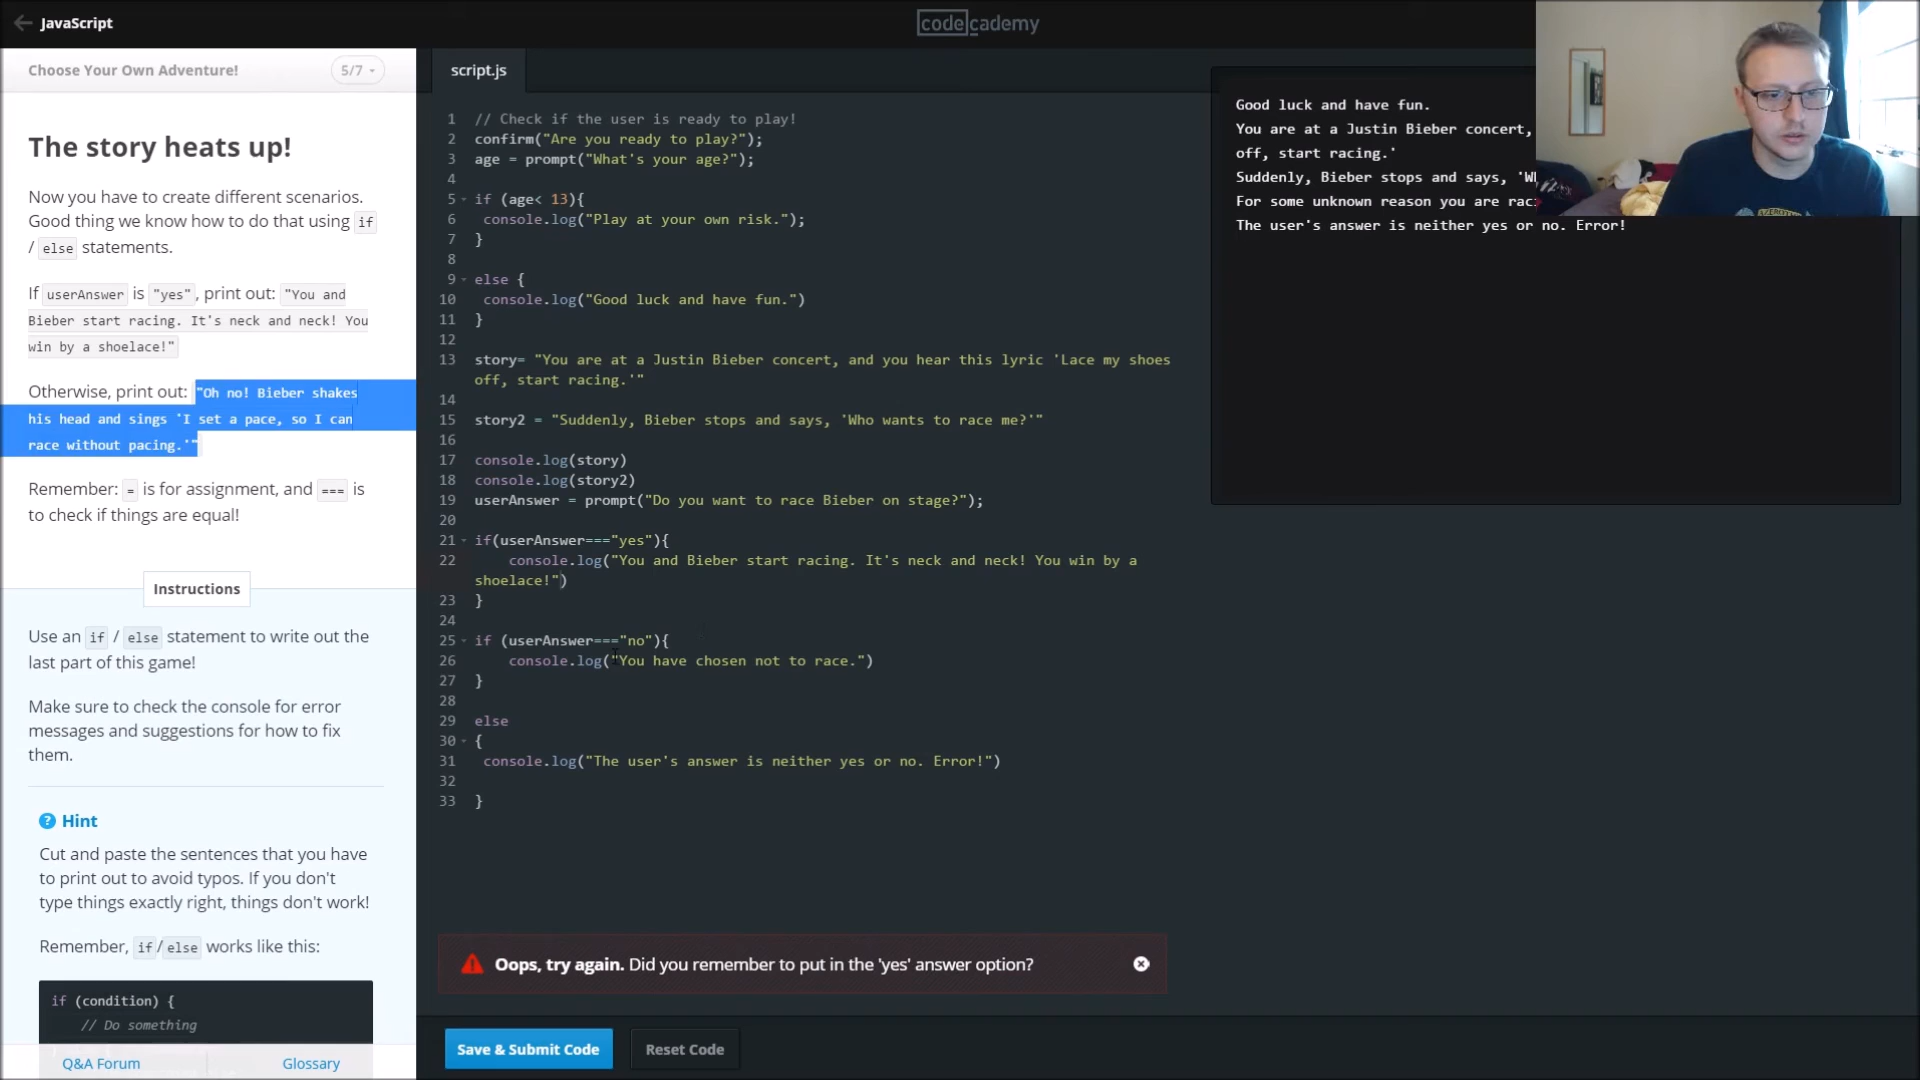 JavaScript
codecademy
Choose Your Own Adventure!
5/7
The story heats up!
Now you have to create different scenarios.
Good thing we know how to do that using if
/ else statements.
If userAnswer is "yes", print out: "You and
Bieber start racing. It's neck and neck! You
win by a shoelace!"
Otherwise, print out: "Oh no! Bieber shakes
his head and sings 'I set a pace, so I can
race without pacing.'"
Remember: = is for assignment, and === is
to check if things are equal!
Instructions
Use an if / else statement to write out the
last part of this game!
Make sure to check the console for error
messages and suggestions for how to fix
them.
? Hint
Cut and paste the sentences that you have
to print out to avoid typos. If you don't
type things exactly right, things don't work!
Remember, if/else works like this:
if (condition) {
// Do something
Q&A Forum
Glossary
script.js
1 // Check if the user is ready to play!
2 confirm("Are you ready to play?");
3 age = prompt("What's your age?");
4
5 if (age< 13){
6 console.log("Play at your own risk.");
7 }
8
9 else {
10 console.log("Good luck and have fun.")
11 }
12
13 story= "You are at a Justin Bieber concert, and you hear this lyric 'Lace my shoes
off, start racing.'"
14
15 story2 = "Suddenly, Bieber stops and says, 'Who wants to race me?'"
16
17 console.log(story)
18 console.log(story2)
19 userAnswer = prompt("Do you want to race Bieber on stage?");
20
21 if(userAnswer==="yes"){
22 console.log("You and Bieber start racing. It's neck and neck! You win by a
shoelace!")
23 }
24
25 if (userAnswer==="no"){
26 console.log("You have chosen not to race.")
27 }
28
29 else
30 {
31 console.log("The user's answer is neither yes or no. Error!")
32
33 }
Oops, try again. Did you remember to put in the 'yes' answer option?
Save & Submit Code
Reset Code
Good luck and have fun.
You are at a Justin Bieber concert,
off, start racing.'
Suddenly, Bieber stops and says,
For some unknown reason you are
The user's answer is neither yes or no. Error!